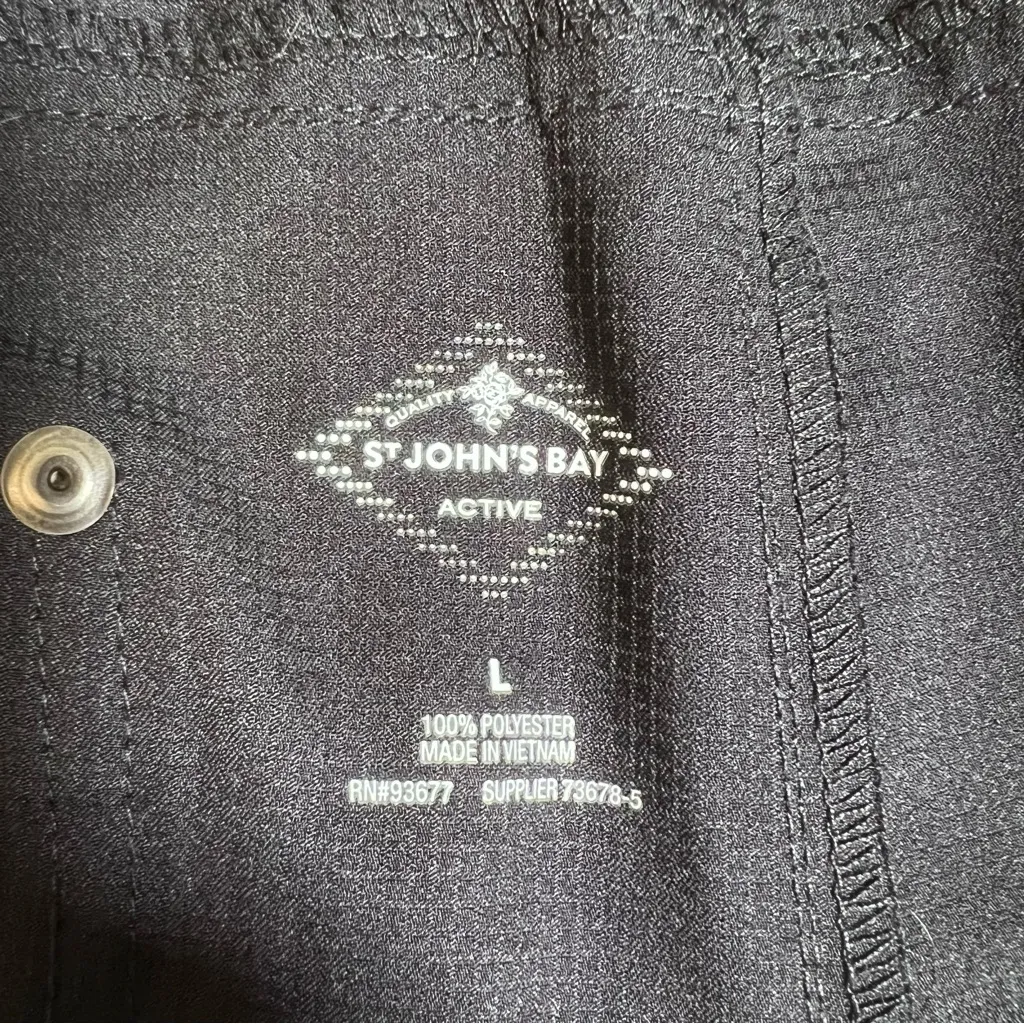 QUALITY APPAREL
ST JOHN'S BAY
ACTIVE
L
100% POLYESTER
MADE IN VIETNAM
RN#93677 SUPPLIER 73678-5